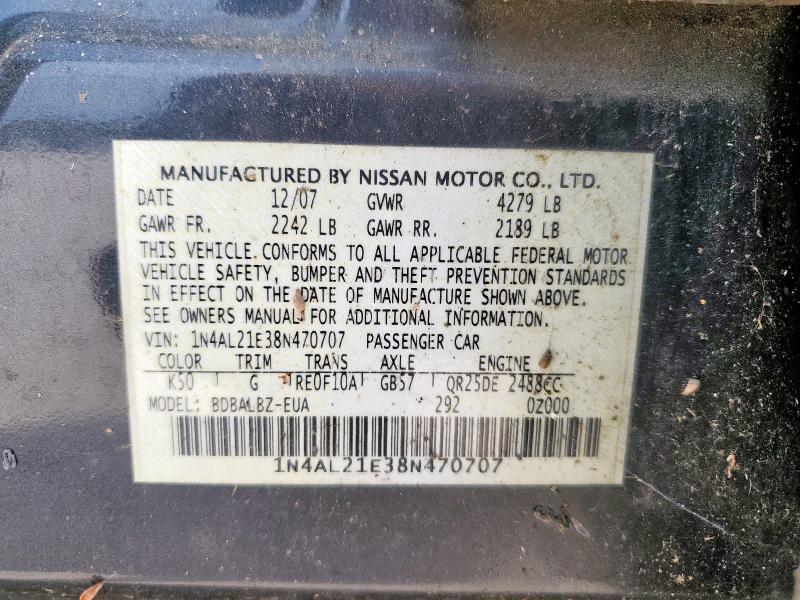 MANUFACTURED BY NISSAN MOTOR CO., LTD.
DATE 12/07 GVWR 4279 LB
GAWR FR. 2242 LB GAWR RR. 2189 LB
THIS VEHICLE CONFORMS TO ALL APPLICABLE FEDERAL MOTOR
VEHICLE SAFETY, BUMPER AND THEFT PREVENTION STANDARDS
IN EFFECT ON THE DATE OF MANUFACTURE SHOWN ABOVE.
SEE OWNERS MANUAL FOR ADDITIONAL INFORMATION.
VIN: 1N4AL21E38N470707 PASSENGER CAR
COLOR TRIM TRANS AXLE ENGINE
K50 G RE0F10A GB57 QR25DE 2488CC
MODEL: BDBALBZ-EUA 292 0Z000
1N4AL21E38N470707